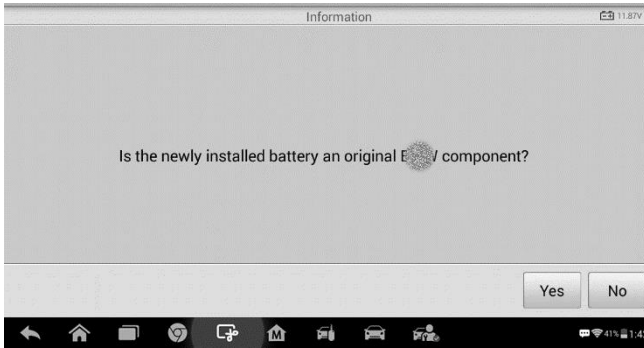 Information
11.87V
Is the newly installed battery an original component?
Yes
No
M
41%